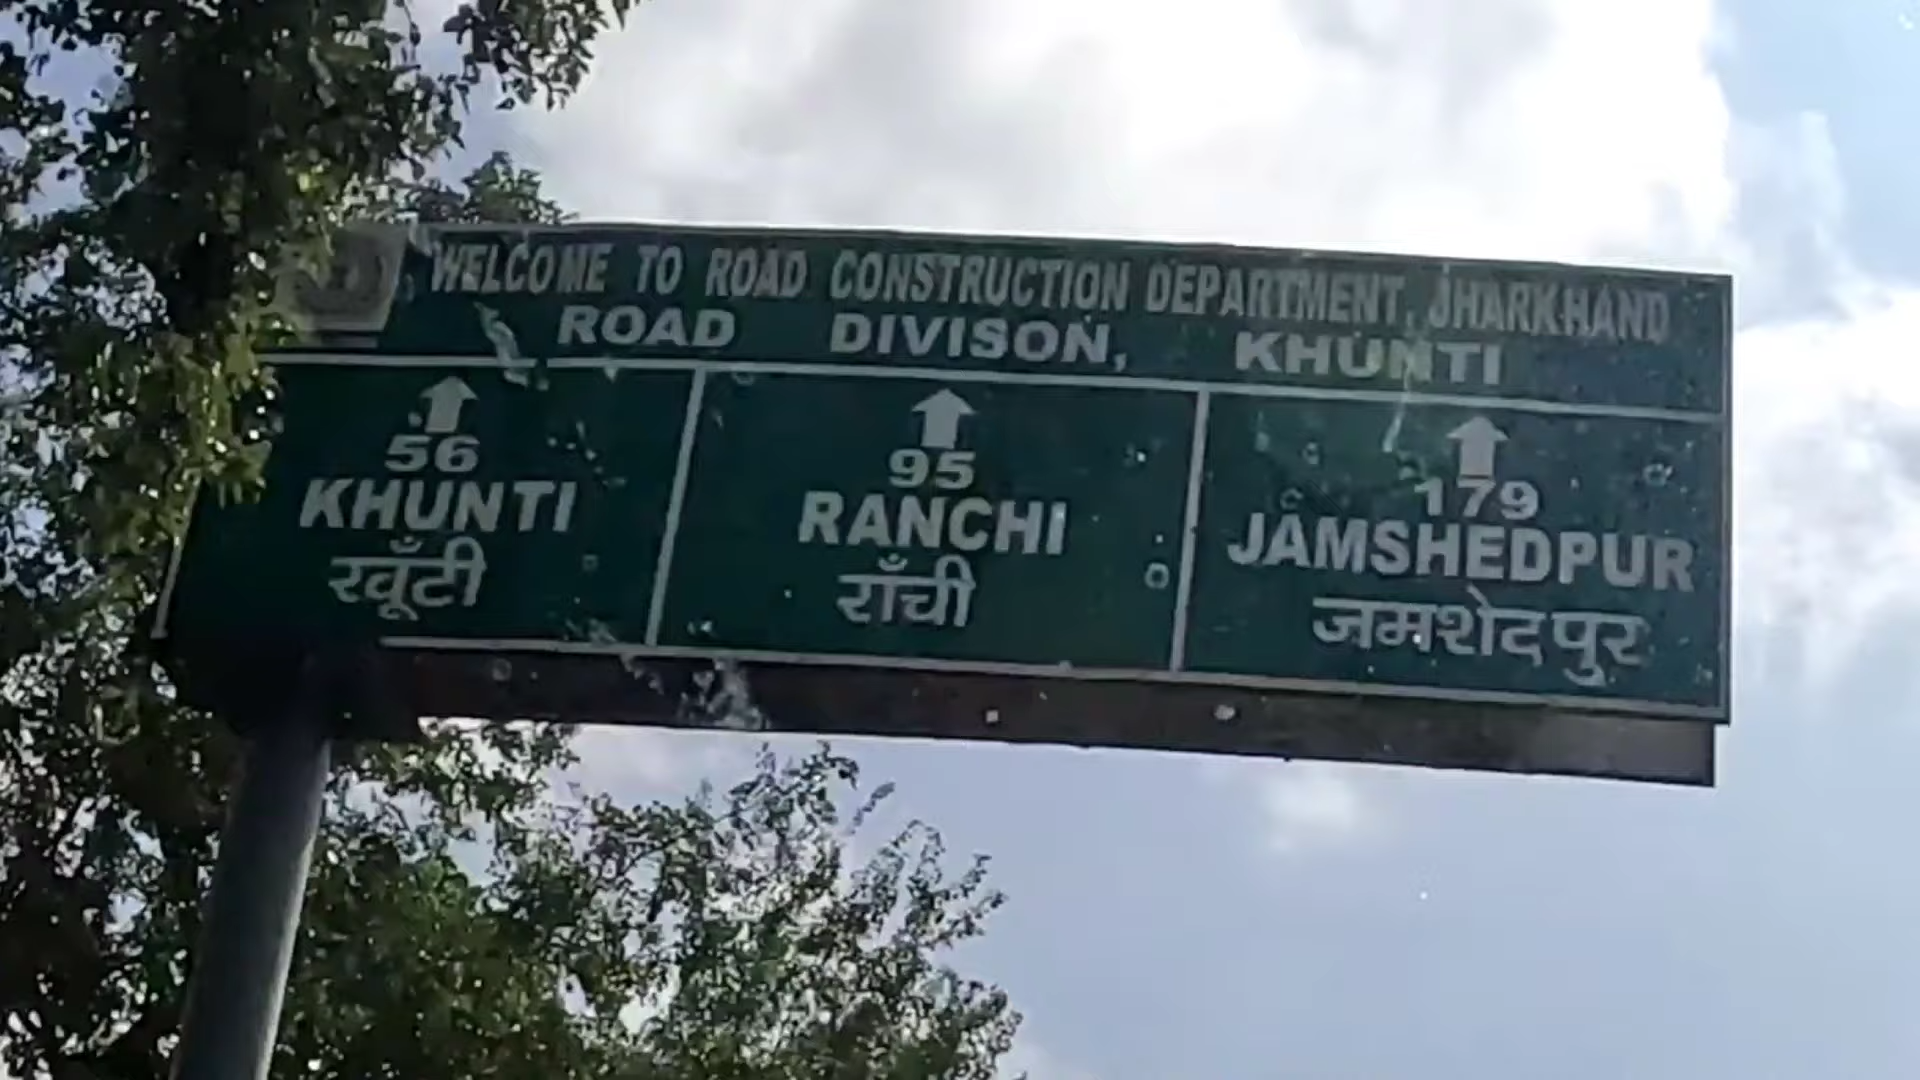 WELCOME TO ROAD CONSTRUCTION DEPARTMENT, JHARKHAND
ROAD DIVISON, KHUNTI
56
KHUNTI
खूँटी
95
RANCHI
राँची
179
JAMSHEDPUR
जमशेदपुर